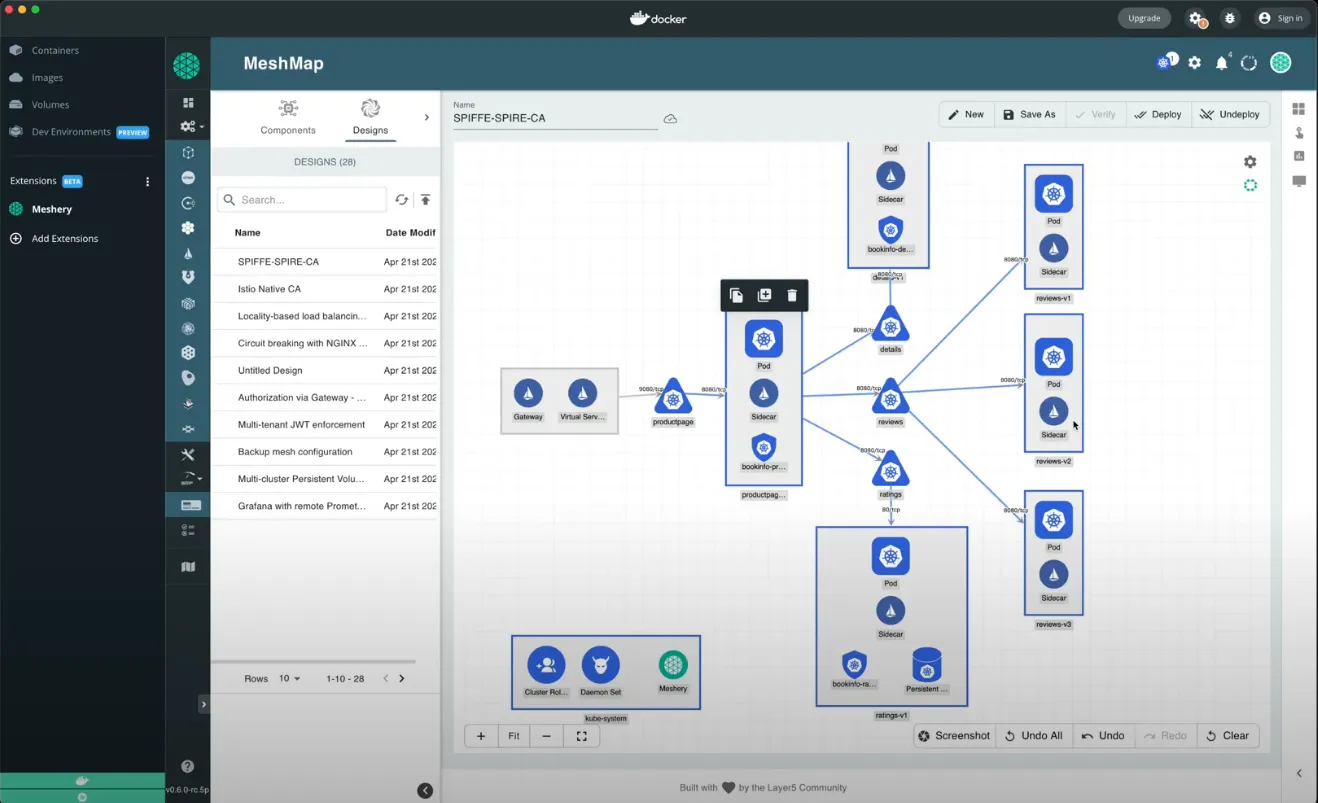 docker
Upgrade
Sign in
Containers
Images
Volumes
Dev Environments PREVIEW
Extensions BETA
Meshery
Add Extensions
v0.6.0-rc.5p
MeshMap
1
4
Components
Designs
DESIGNS (28)
Search...
Name Date Modif
SPIFFE-SPIRE-CA Apr 21st 202
Istio Native CA Apr 21st 202
Locality-based load balancin... Apr 21st 202
Circuit breaking with NGINX ... Apr 21st 202
Untitled Design Apr 21st 202
Authorization via Gateway - ... Apr 21st 202
Multi-tenant JWT enforcement Apr 21st 202
Backup mesh configuration Apr 21st 202
Multi-cluster Persistent Volu... Apr 21st 202
Grafana with remote Promet... Apr 21st 202
Rows 10 1-10 - 28
Name
SPIFFE-SPIRE-CA
New
Save As
Verify
Deploy
Undeploy
Pod
Sidecar
bookinfo-de...
8080/tcp
8080/tcp
details
Gateway
Virtual Serv...
9080/tcp
productpage
8080/tcp
Pod
Sidecar
bookinfo-pr...
productpag...
8080/tcp
reviews
8080/tcp
ratings
80/tcp
Pod
Sidecar
bookinfo-ra...
Persistent ...
ratings-v1
8080/tcp
Pod
Sidecar
reviews-v1
8080/tcp
Pod
Sidecar
reviews-v2
8080/tcp
Pod
Sidecar
reviews-v3
Cluster Rol...
Daemon Set
Meshery
kube-system
+
Fit
−
Screenshot
Undo All
Undo
Redo
Clear
Built with by the Layer5 Community